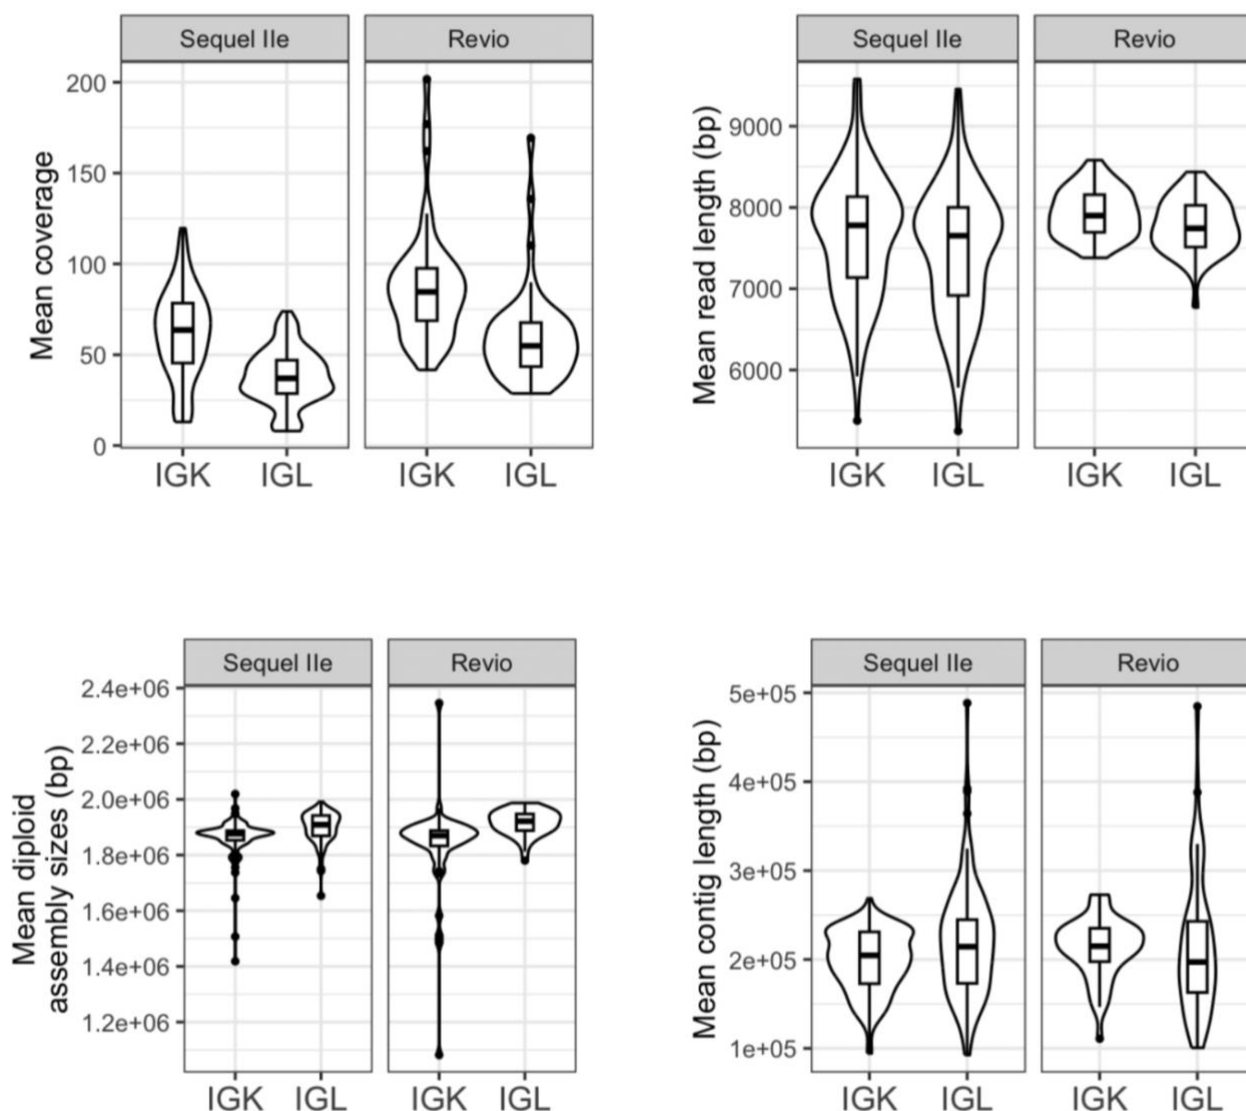 Sequel IIe Revio
Mean coverage
200
150
100
50
0
IGK IGL IGK IGL
Sequel IIe Revio
Mean read length (bp)
9000
8000
7000
6000
IGK IGL IGK IGL
Sequel IIe Revio
Mean diploid
assembly sizes (bp)
2.4e+06
2.2e+06
2.0e+06
1.8e+06
1.6e+06
1.4e+06
1.2e+06
IGK IGL IGK IGL
Sequel IIe Revio
Mean contig length (bp)
5e+05
4e+05
3e+05
2e+05
1e+05
IGK IGL IGK IGL